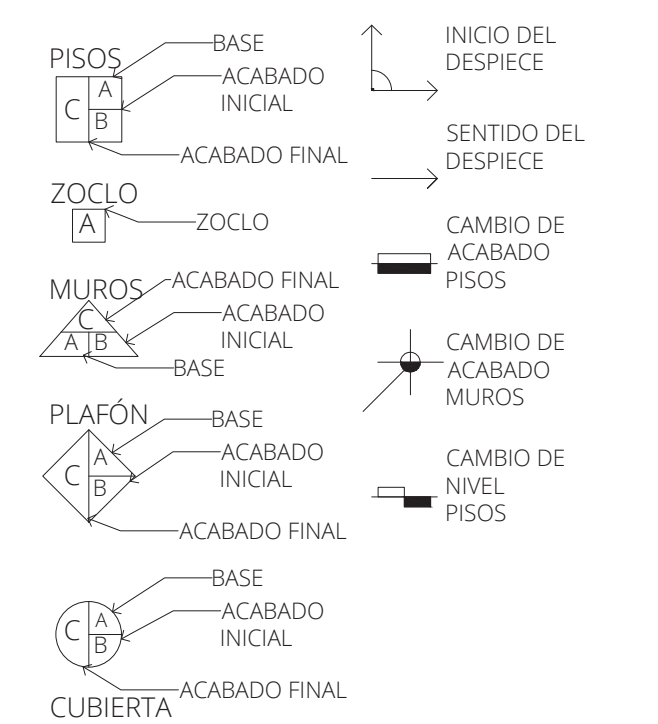 PISOS
BASE
A
ACABADO
INICIAL
C
B
ACABADO FINAL
ZOCLO
A
ZOCLO
MUROS
ACABADO FINAL
C
ACABADO
INICIAL
A B
BASE
PLAFÓN
BASE
A
ACABADO
INICIAL
C
B
ACABADO FINAL
BASE
A
ACABADO
INICIAL
C
B
ACABADO FINAL
CUBIERTA
INICIO DEL
DESPIECE
SENTIDO DEL
DESPIECE
CAMBIO DE
ACABADO
PISOS
CAMBIO DE
ACABADO
MUROS
CAMBIO DE
NIVEL
PISOS